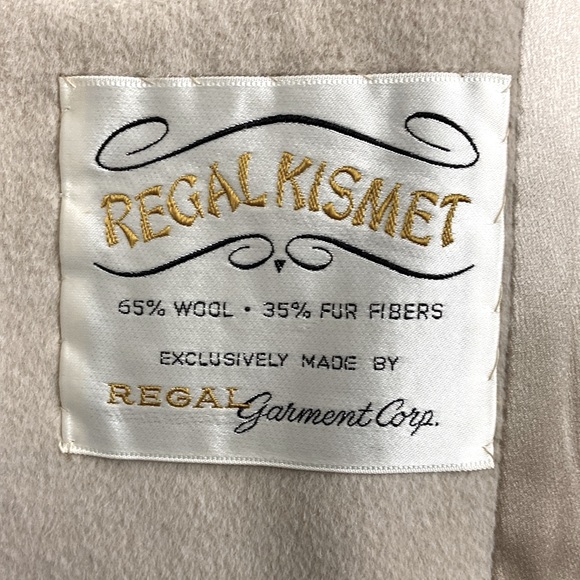 REGAL KISMET
65% WOOL • 35% FUR FIBERS
EXCLUSIVELY MADE BY
REGAL Garment Corp.